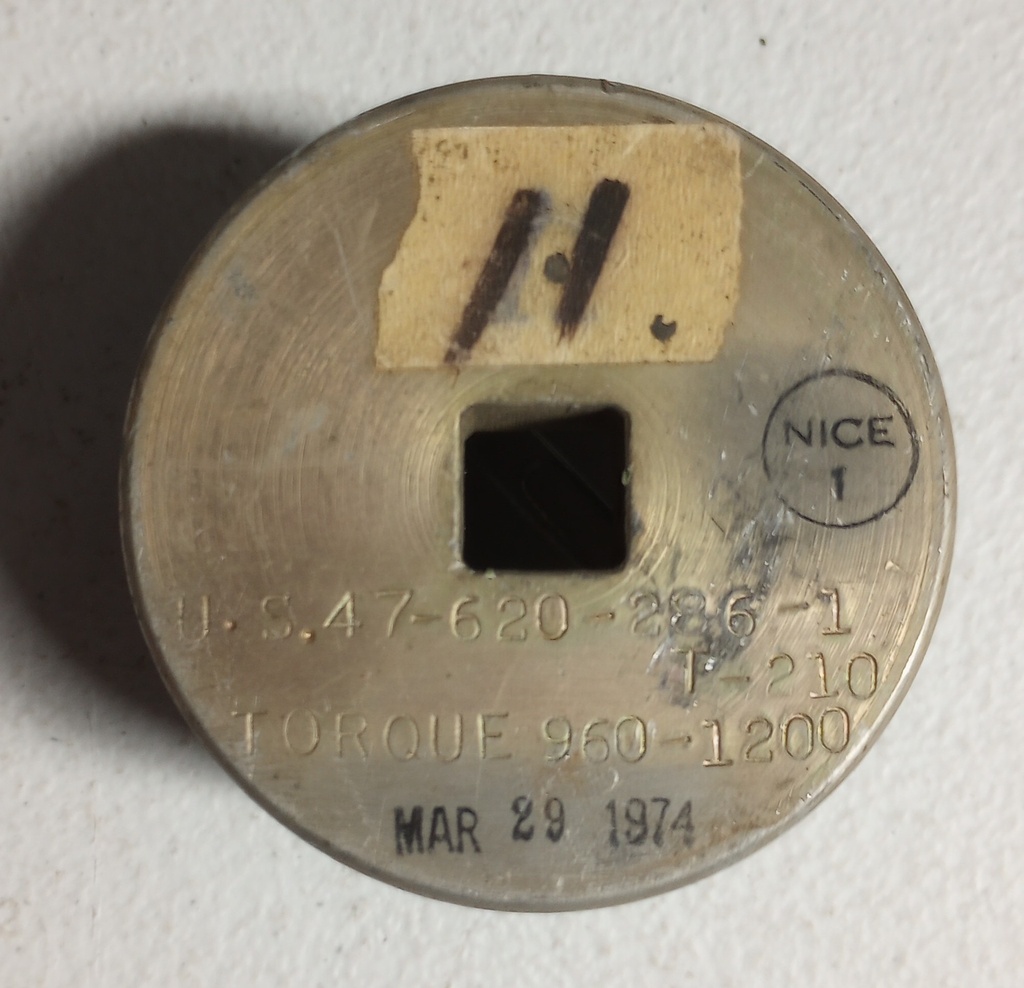 11
NICE
1
U.S.47-620-286-1
T-210
TORQUE 960-1200
MAR 29 1974